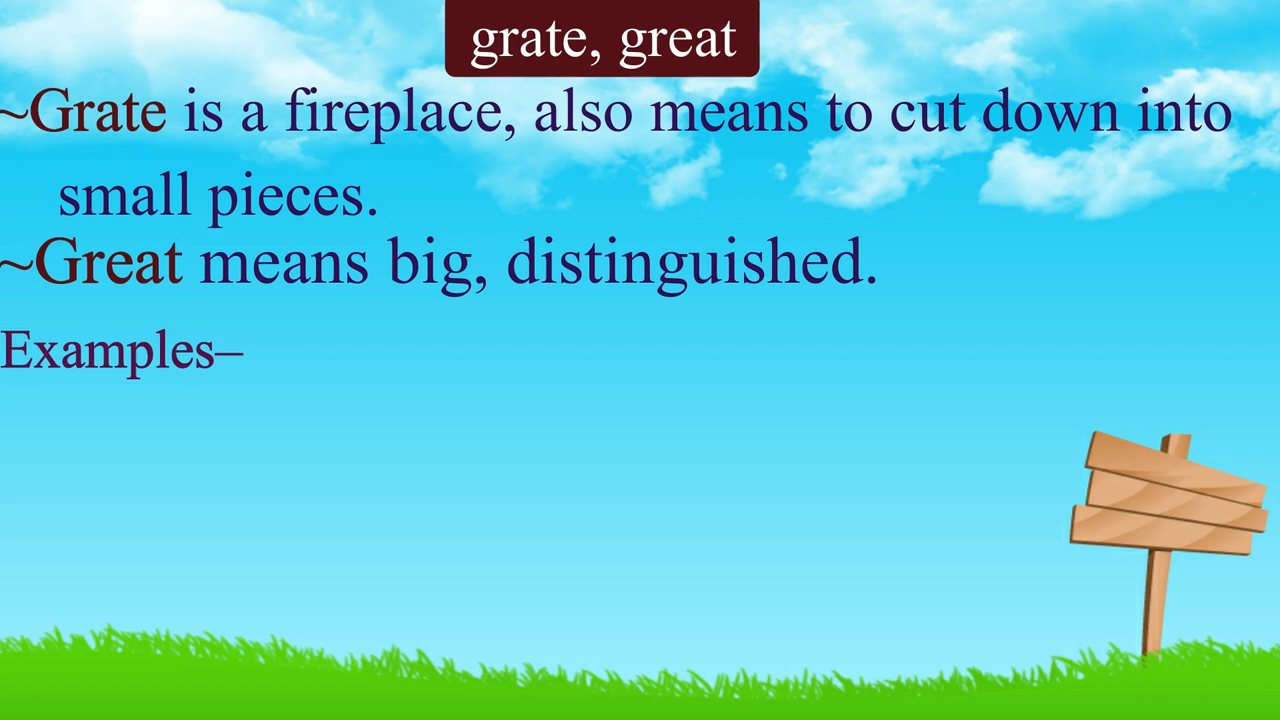 grate, great
~Grate is a fireplace, also means to cut down into
small pieces.
~Great means big, distinguished.
Examples–